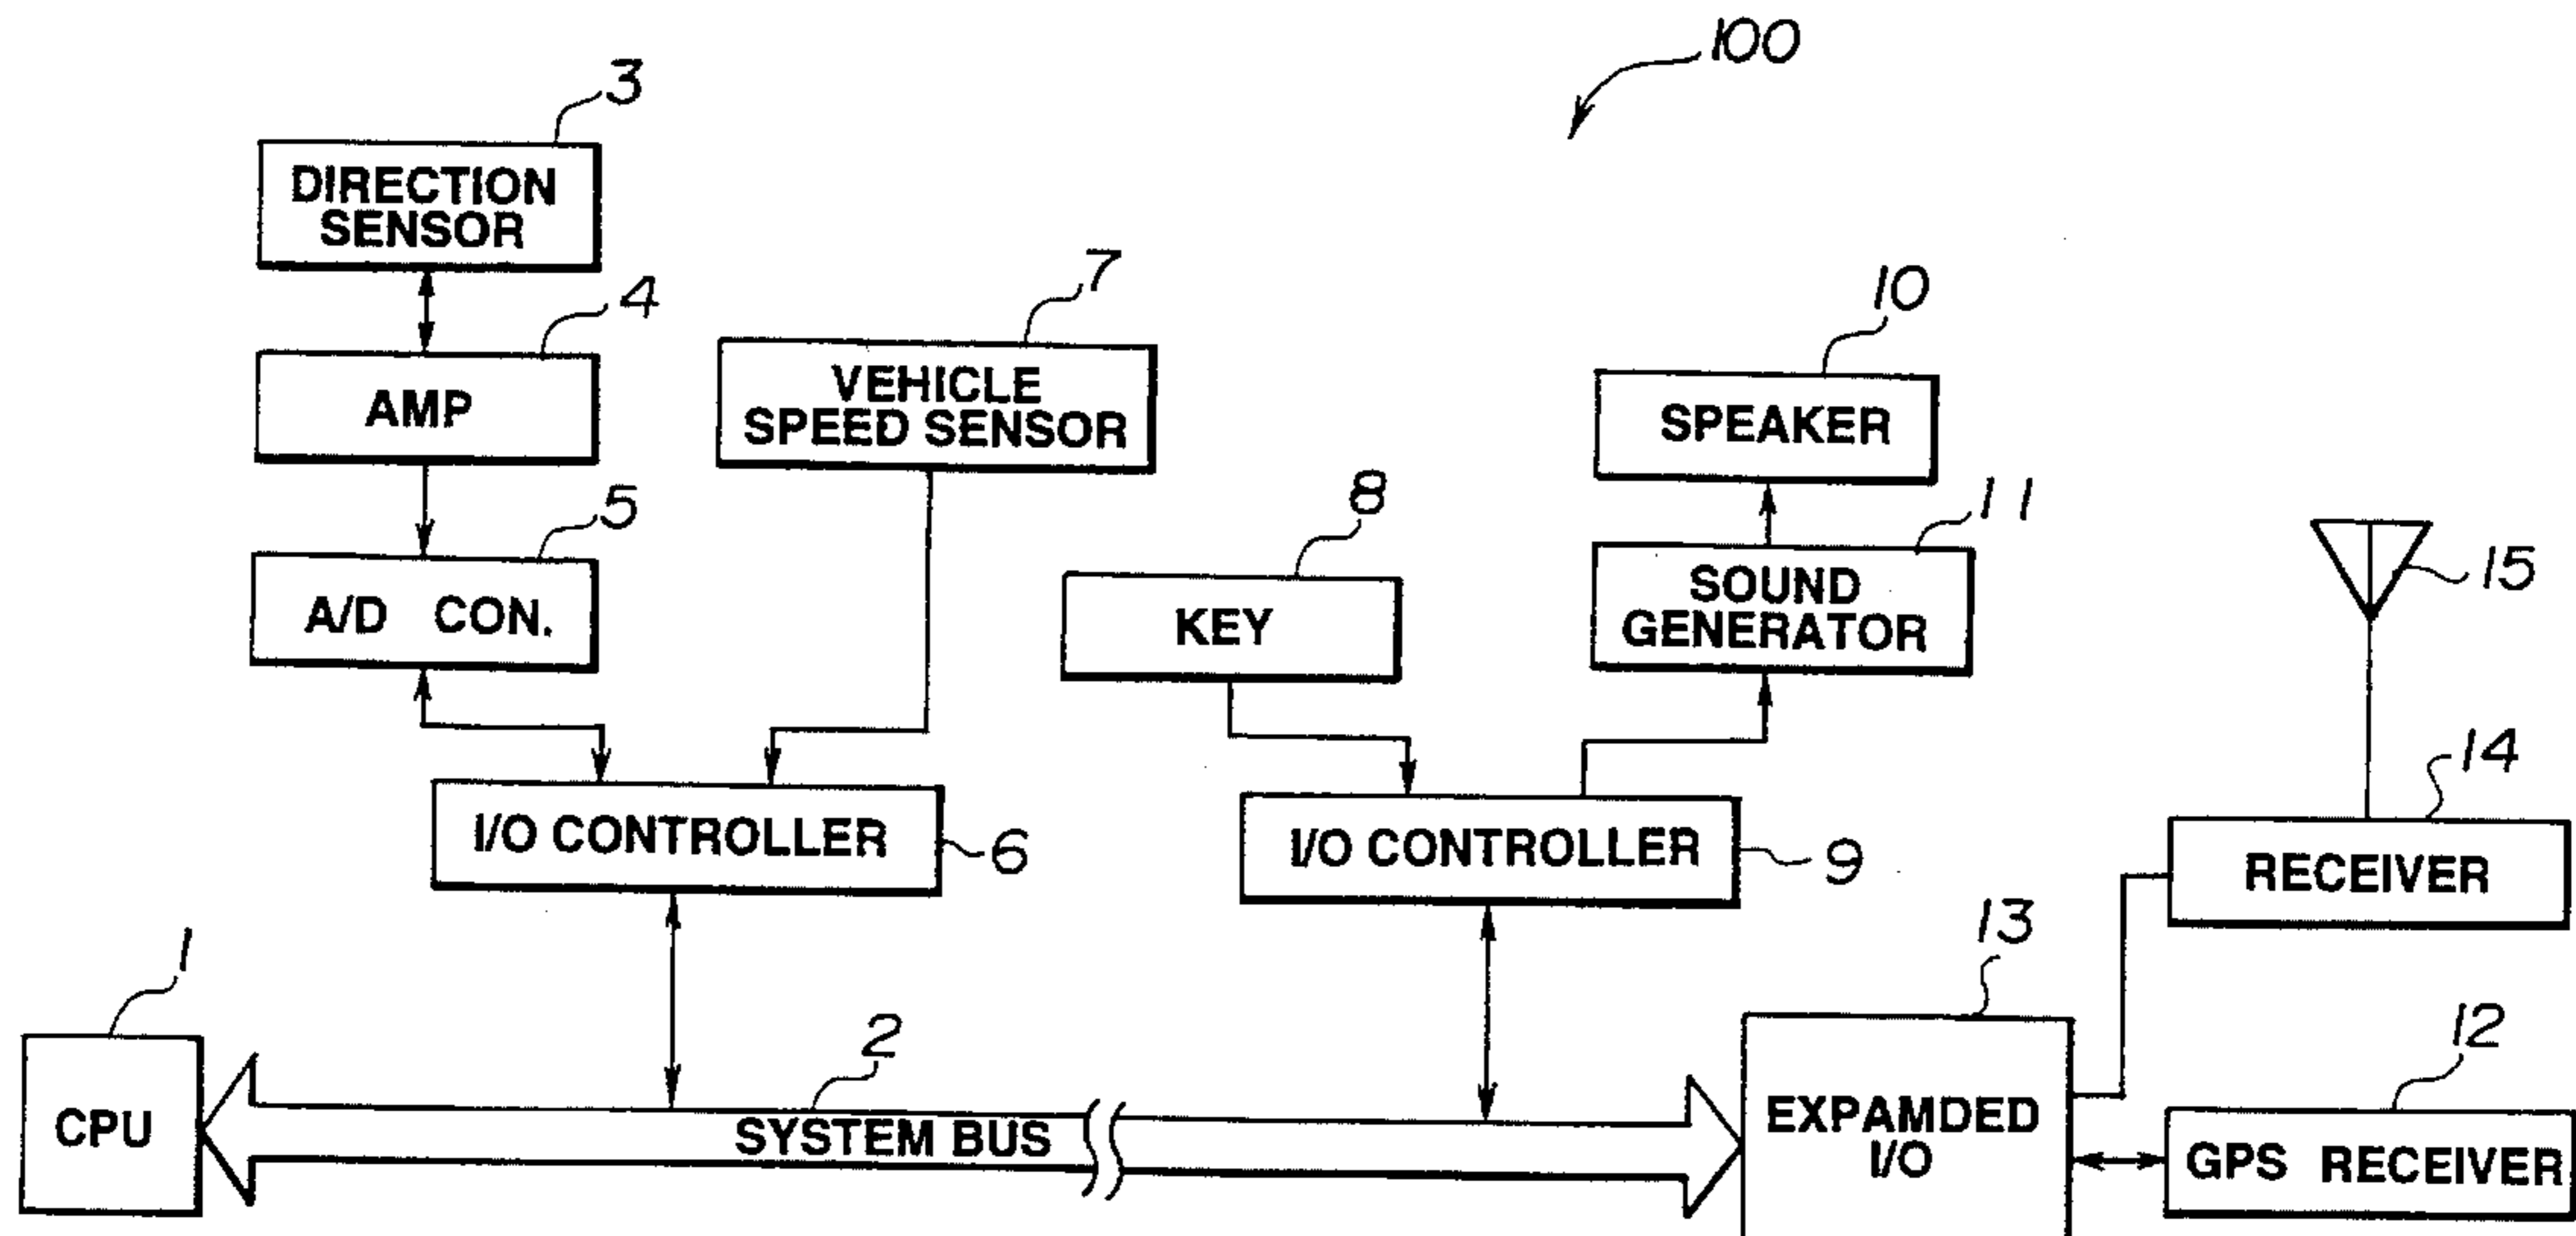 100
3
DIRECTION
SENSOR
4
AMP
7
VEHICLE
SPEED SENSOR
10
SPEAKER
5
A/D CON.
8
KEY
11
SOUND
GENERATOR
15
I/O CONTROLLER
6
I/O CONTROLLER
9
14
RECEIVER
1
CPU
2
SYSTEM BUS
13
EXPAMDED
I/O
12
GPS RECEIVER